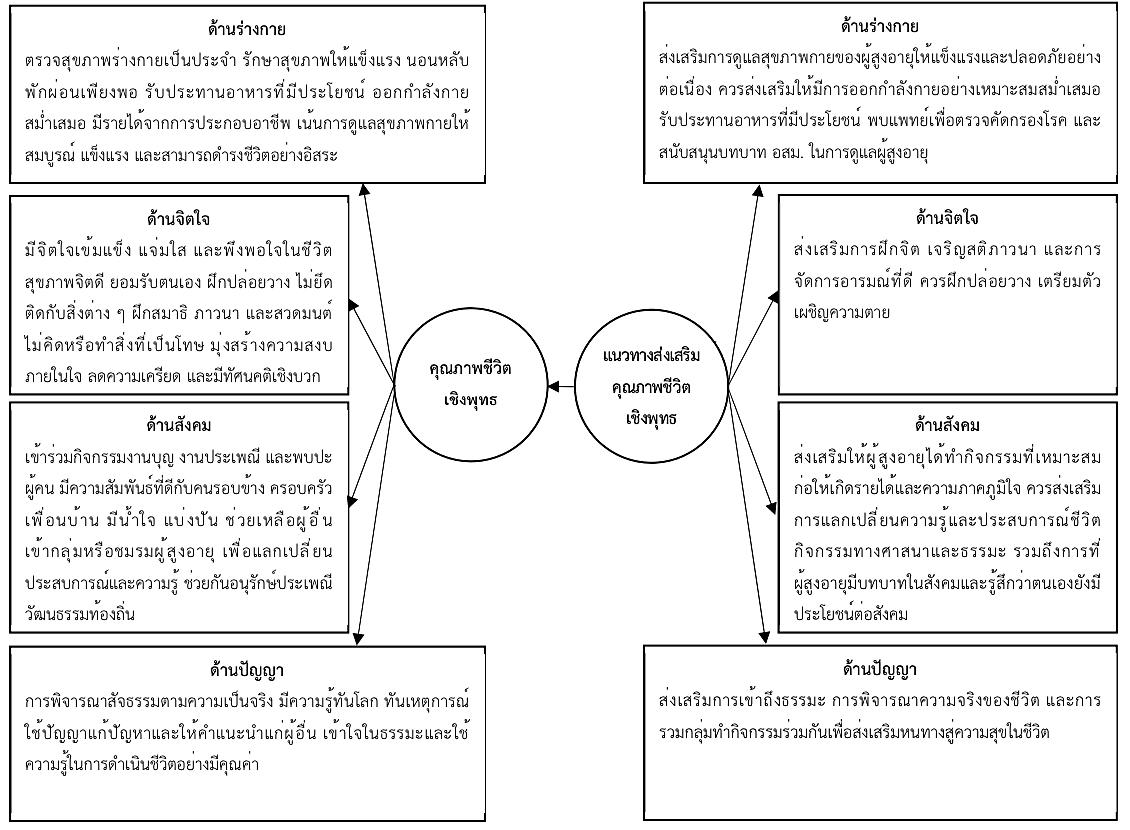 ด้านร่างกาย
ตรวจสุขภาพร่างกายเป็นประจำ รักษาสุขภาพให้แข็งแรง นอนหลับ
พักผ่อนเพียงพอ รับประทานอาหารที่มีประโยชน์ ออกกำลังกาย
สม่ำเสมอ มีรายได้จากการประกอบอาชีพ เน้นการดูแลสุขภาพกายให้
สมบูรณ์ แข็งแรง และสามารถดำรงชีวิตอย่างอิสระ
ด้านจิตใจ
มีจิตใจเข้มแข็ง แจ่มใส และพึงพอใจในชีวิต
สุขภาพจิตดี ยอมรับตนเอง ฝึกปล่อยวาง ไม่ยึด
ติดกับสิ่งต่าง ๆ ฝึกสมาธิ ภาวนา และสวดมนต์
ไม่คิดหรือทำสิ่งที่เป็นโทษ มุ่งสร้างความสงบ
ภายในใจ ลดความเครียด และมีทัศนคติเชิงบวก
ด้านสังคม
เข้าร่วมกิจกรรมงานบุญ งานประเพณี และพบปะ
ผู้คน มีความสัมพันธ์ที่ดีกับคนรอบข้าง ครอบครัว
เพื่อนบ้าน มีน้ำใจ แบ่งปัน ช่วยเหลือผู้อื่น
เข้ากลุ่มหรือชมรมผู้สูงอายุ เพื่อแลกเปลี่ยน
ประสบการณ์และความรู้ ช่วยกันอนุรักษ์ประเพณี
วัฒนธรรมท้องถิ่น
ด้านปัญญา
การพิจารณาสัจธรรมตามความเป็นจริง มีความรู้ทันโลก ทันเหตุการณ์
ใช้ปัญญาแก้ปัญหาและให้คำแนะนำแก่ผู้อื่น เข้าใจในธรรมะและใช้
ความรู้ในการดำเนินชีวิตอย่างมีคุณค่า
คุณภาพชีวิต
เชิงพุทธ
แนวทางส่งเสริม
คุณภาพชีวิต
เชิงพุทธ
ด้านร่างกาย
ส่งเสริมการดูแลสุขภาพกายของผู้สูงอายุให้แข็งแรงและปลอดภัยอย่าง
ต่อเนื่อง ควรส่งเสริมให้มีการออกกำลังกายอย่างเหมาะสมสม่ำเสมอ
รับประทานอาหารที่มีประโยชน์ พบแพทย์เพื่อตรวจคัดกรองโรค และ
สนับสนุนบทบาท อสม. ในการดูแลผู้สูงอายุ
ด้านจิตใจ
ส่งเสริมการฝึกจิต เจริญสติภาวนา และการ
จัดการอารมณ์ที่ดี ควรฝึกปล่อยวาง เตรียมตัว
เผชิญความตาย
ด้านสังคม
ส่งเสริมให้ผู้สูงอายุได้ทำกิจกรรมที่เหมาะสม
ก่อให้เกิดรายได้และความภาคภูมิใจ ควรส่งเสริม
การแลกเปลี่ยนความรู้และประสบการณ์ชีวิต
กิจกรรมทางศาสนาและธรรมะ รวมถึงการที่
ผู้สูงอายุมีบทบาทในสังคมและรู้สึกว่าตนเองยังมี
ประโยชน์ต่อสังคม
ด้านปัญญา
ส่งเสริมการเข้าถึงธรรมะ การพิจารณาความจริงของชีวิต และการ
รวมกลุ่มทำกิจกรรมร่วมกันเพื่อส่งเสริมหนทางสู่ความสุขในชีวิต